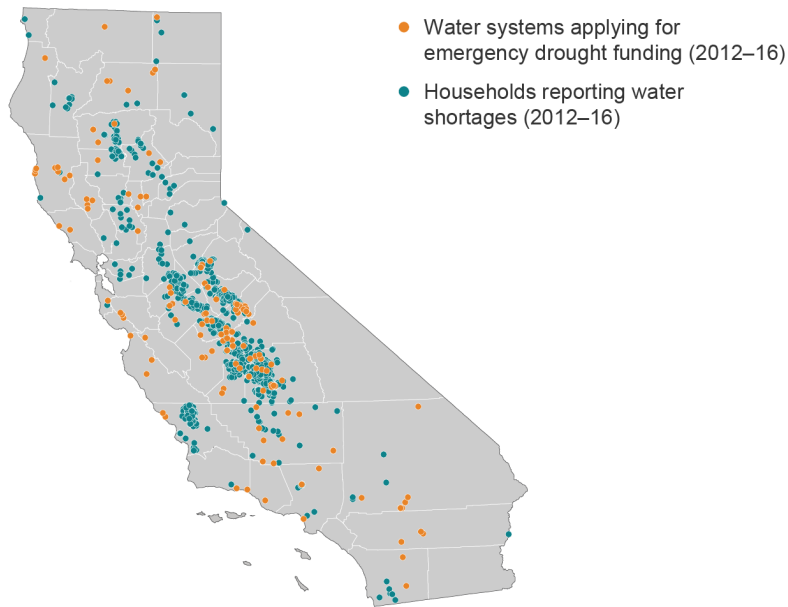 Water systems applying for
emergency drought funding (2012–16)
Households reporting water
shortages (2012–16)